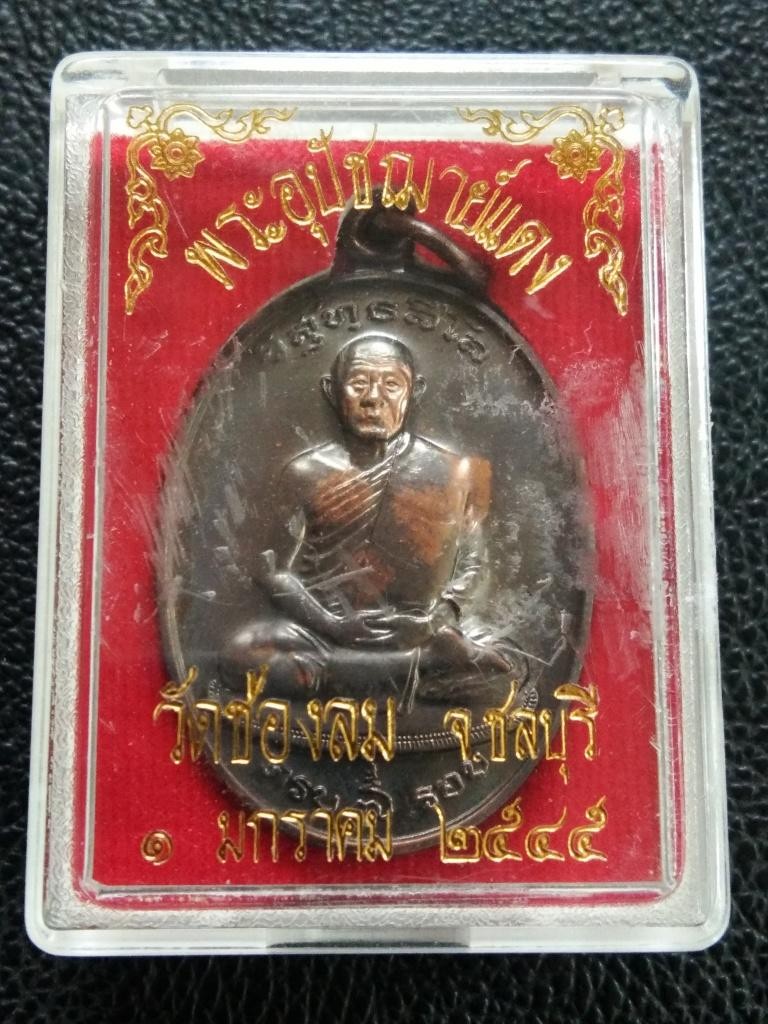 พระอุปัชฌาย์แดง
วัดช่องลม จ.ชลบุรี
๑ มกราคม ๒๕๔๕